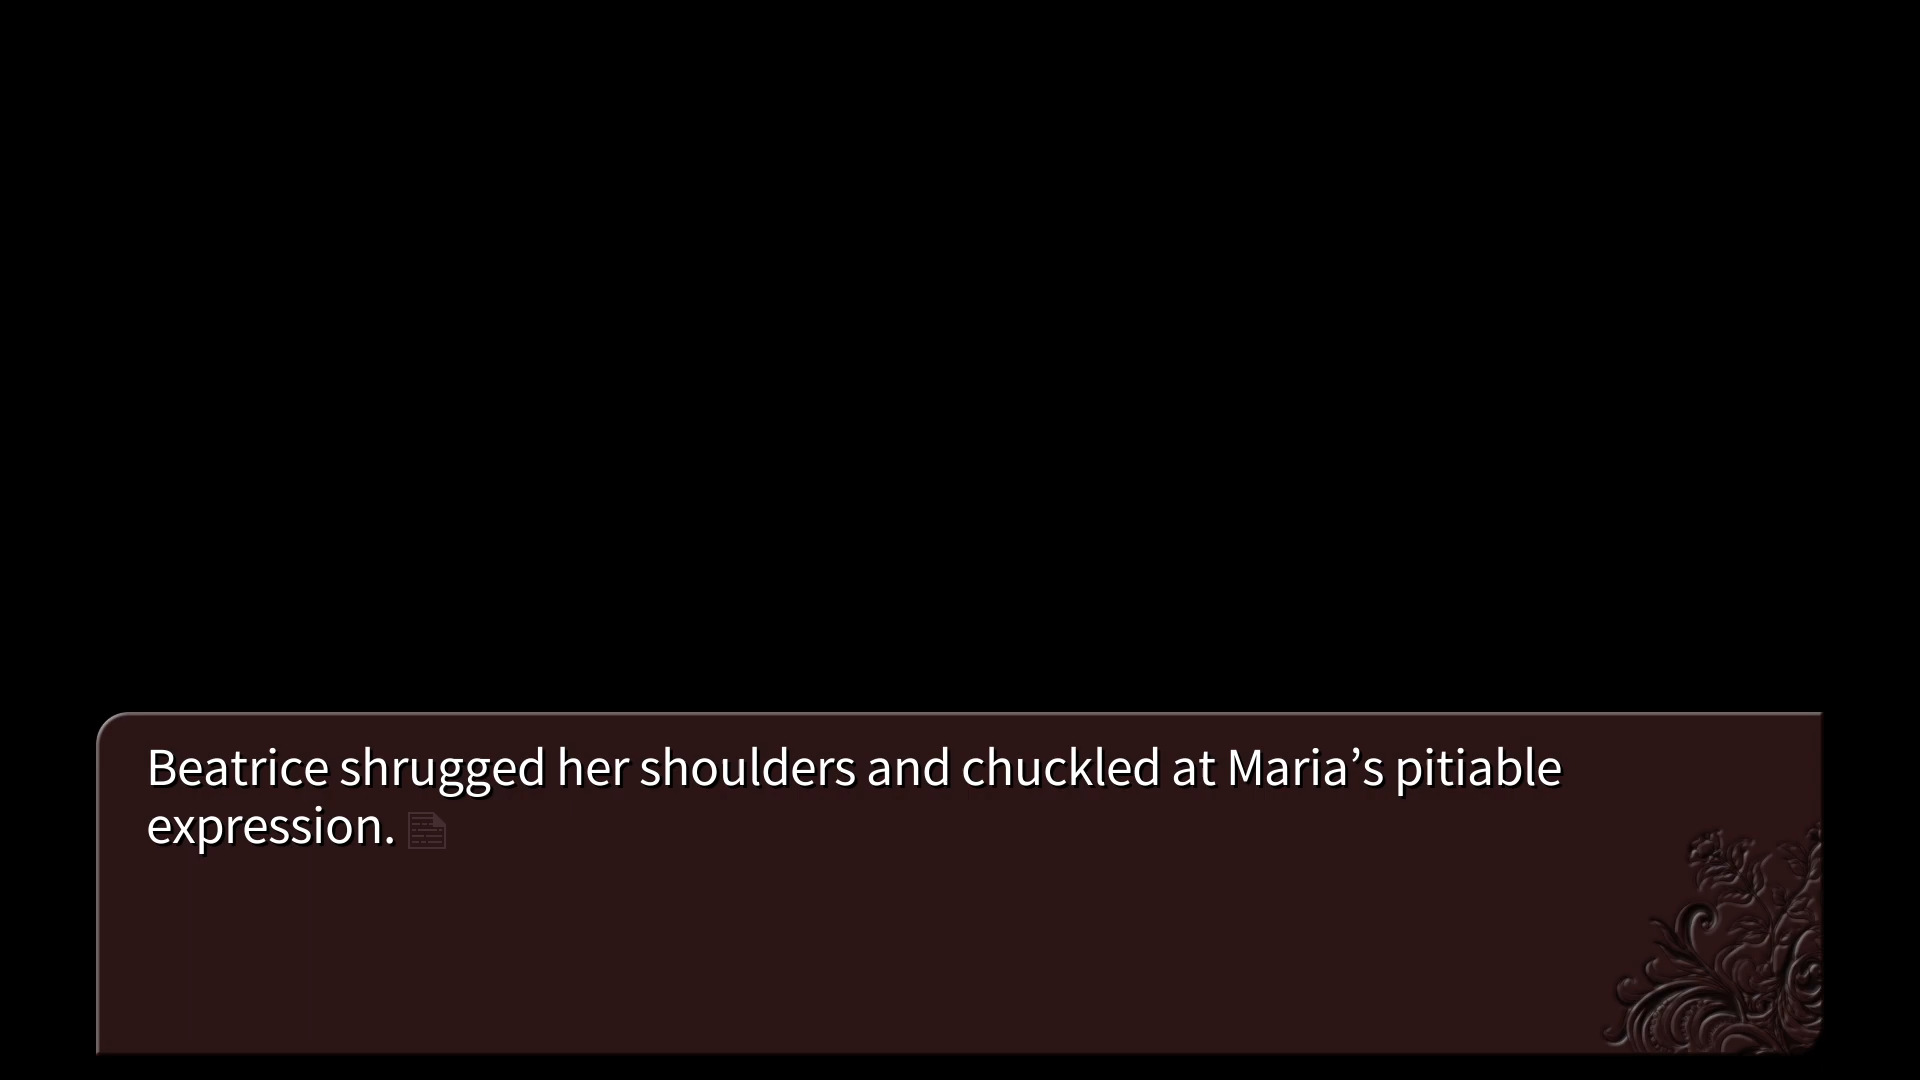 Beatrice shrugged her shoulders and chuckled at Maria’s pitiable
expression.